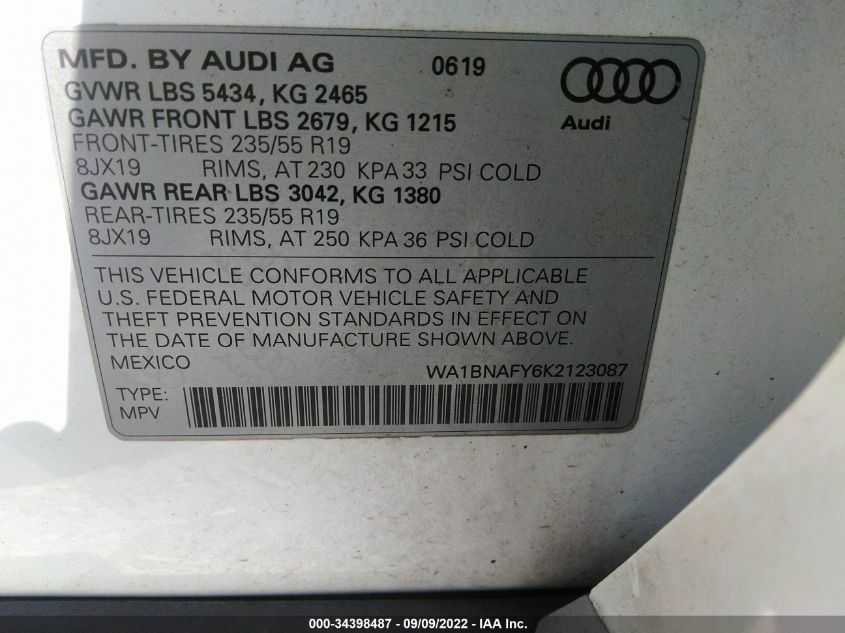 MFD. BY AUDI AG 0619
GVWR LBS 5434, KG 2465
GAWR FRONT LBS 2679, KG 1215
Audi
FRONT-TIRES 235/55 R19
8JX19 RIMS, AT 230 KPA 33 PSI COLD
GAWR REAR LBS 3042, KG 1380
REAR-TIRES 235/55 R19
8JX19 RIMS, AT 250 KPA 36 PSI COLD
THIS VEHICLE CONFORMS TO ALL APPLICABLE
U.S. FEDERAL MOTOR VEHICLE SAFETY AND
THEFT PREVENTION STANDARDS IN EFFECT ON
THE DATE OF MANUFACTURE SHOWN ABOVE.
MEXICO WA1BNAFY6K2123087
TYPE:
MPV
000-34398487 - 09/09/2022 - IAA Inc.